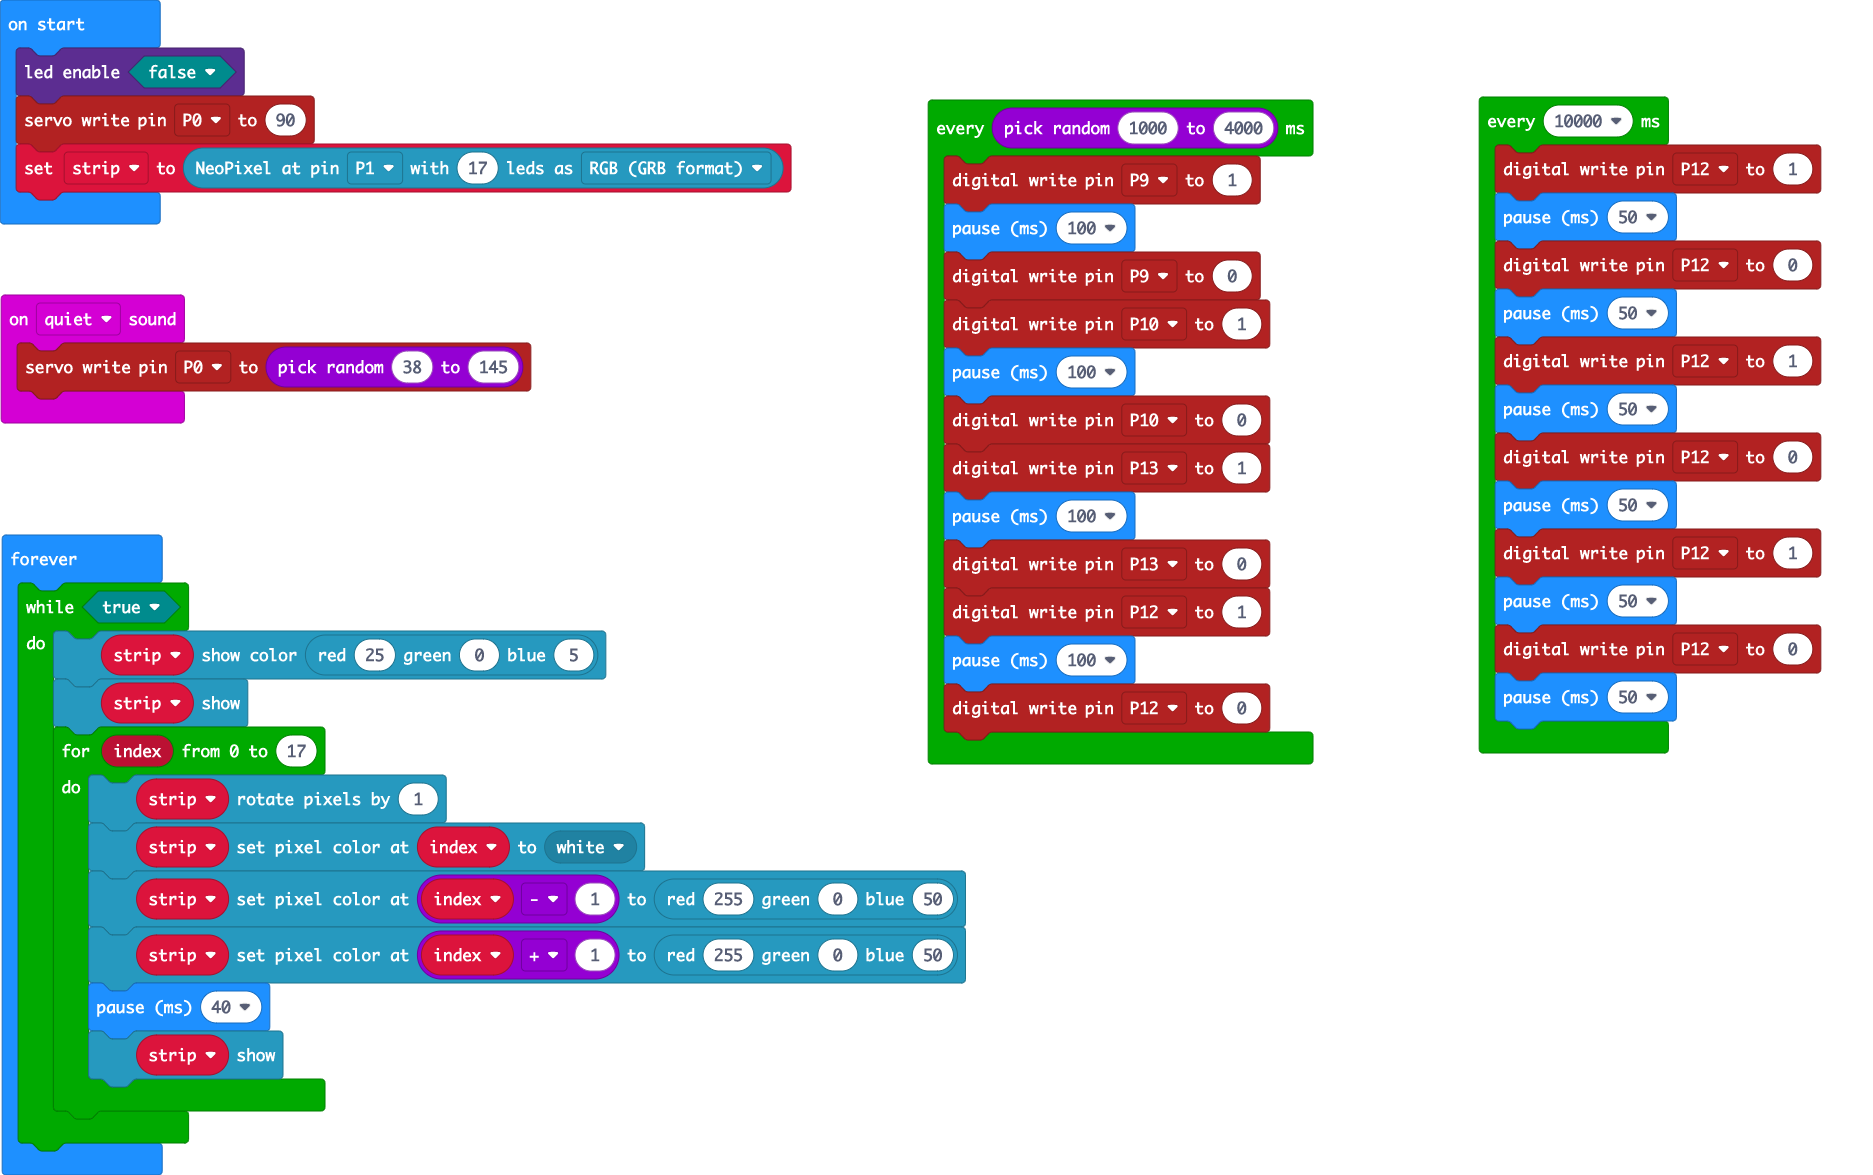 on start
led enable false
servo write pin P0 to 90
set strip to NeoPixel at pin P1 with 17 leds as RGB (GRB format)
on quiet sound
servo write pin P0 to pick random 38 to 145
forever
while true
do
strip show color red 25 green 0 blue 5
strip show
for index from 0 to 17
do
strip rotate pixels by 1
strip set pixel color at index to white
strip set pixel color at index - 1 to red 255 green 0 blue 50
strip set pixel color at index + 1 to red 255 green 0 blue 50
pause (ms) 40
strip show
every pick random 1000 to 4000 ms
digital write pin P9 to 1
pause (ms) 100
digital write pin P9 to 0
digital write pin P10 to 1
pause (ms) 100
digital write pin P10 to 0
digital write pin P13 to 1
pause (ms) 100
digital write pin P13 to 0
digital write pin P12 to 1
pause (ms) 100
digital write pin P12 to 0
every 10000 ms
digital write pin P12 to 1
pause (ms) 50
digital write pin P12 to 0
pause (ms) 50
digital write pin P12 to 1
pause (ms) 50
digital write pin P12 to 0
pause (ms) 50
digital write pin P12 to 1
pause (ms) 50
digital write pin P12 to 0
pause (ms) 50